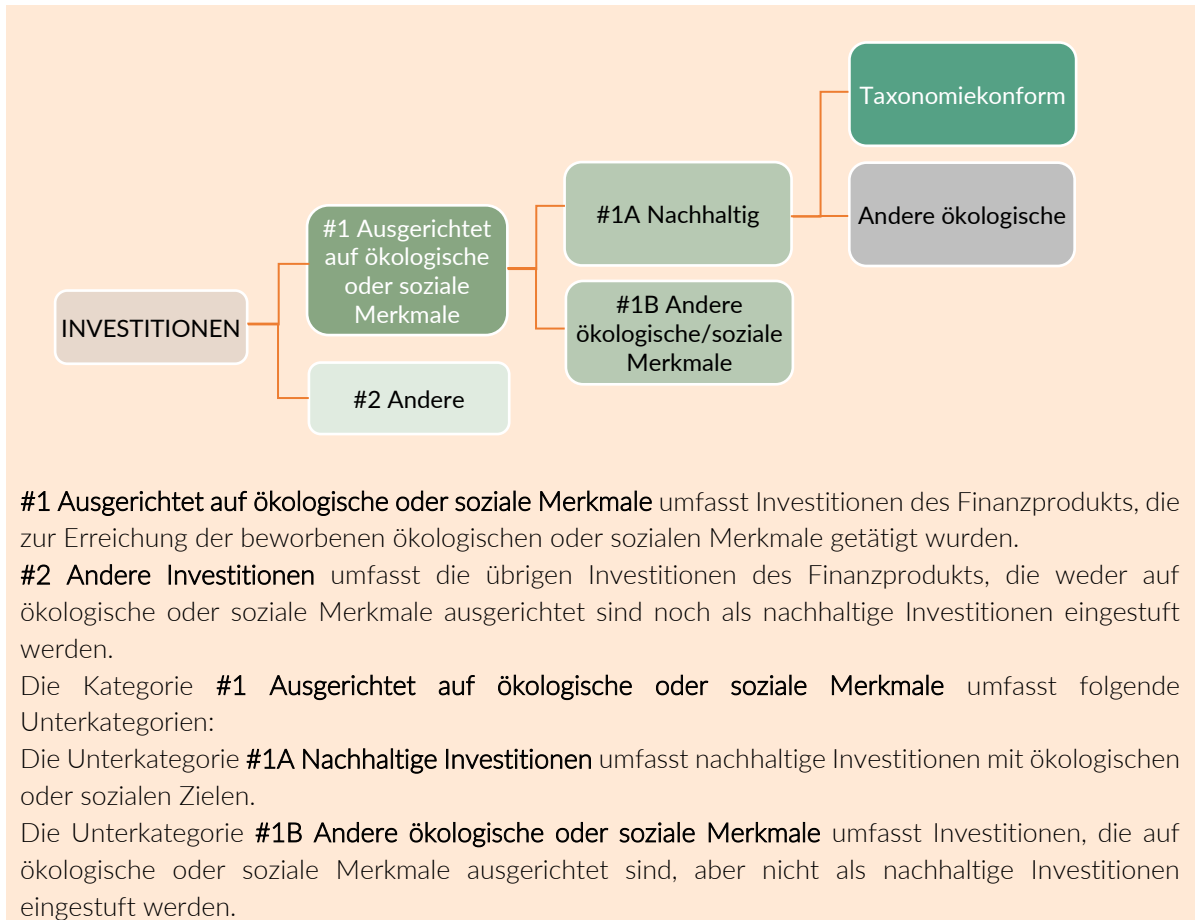 Taxonomiekonform
#1 Ausgerichtet
auf ökologische
oder soziale
Merkmale
#1A Nachhaltig
Andere ökologische
INVESTITIONEN
#1B Andere
ökologische/soziale
Merkmale
#2 Andere
#1 Ausgerichtet auf ökologische oder soziale Merkmale umfasst Investitionen des Finanzprodukts, die
zur Erreichung der beworbenen ökologischen oder sozialen Merkmale getätigt wurden.
#2 Andere Investitionen umfasst die übrigen Investitionen des Finanzprodukts, die weder auf
ökologische oder soziale Merkmale ausgerichtet sind noch als nachhaltige Investitionen eingestuft
werden.
Die Kategorie #1 Ausgerichtet auf ökologische oder soziale Merkmale umfasst folgende
Unterkategorien:
Die Unterkategorie #1A Nachhaltige Investitionen umfasst nachhaltige Investitionen mit ökologischen
oder sozialen Zielen.
Die Unterkategorie #1B Andere ökologische oder soziale Merkmale umfasst Investitionen, die auf
ökologische oder soziale Merkmale ausgerichtet sind, aber nicht als nachhaltige Investitionen
eingestuft werden.